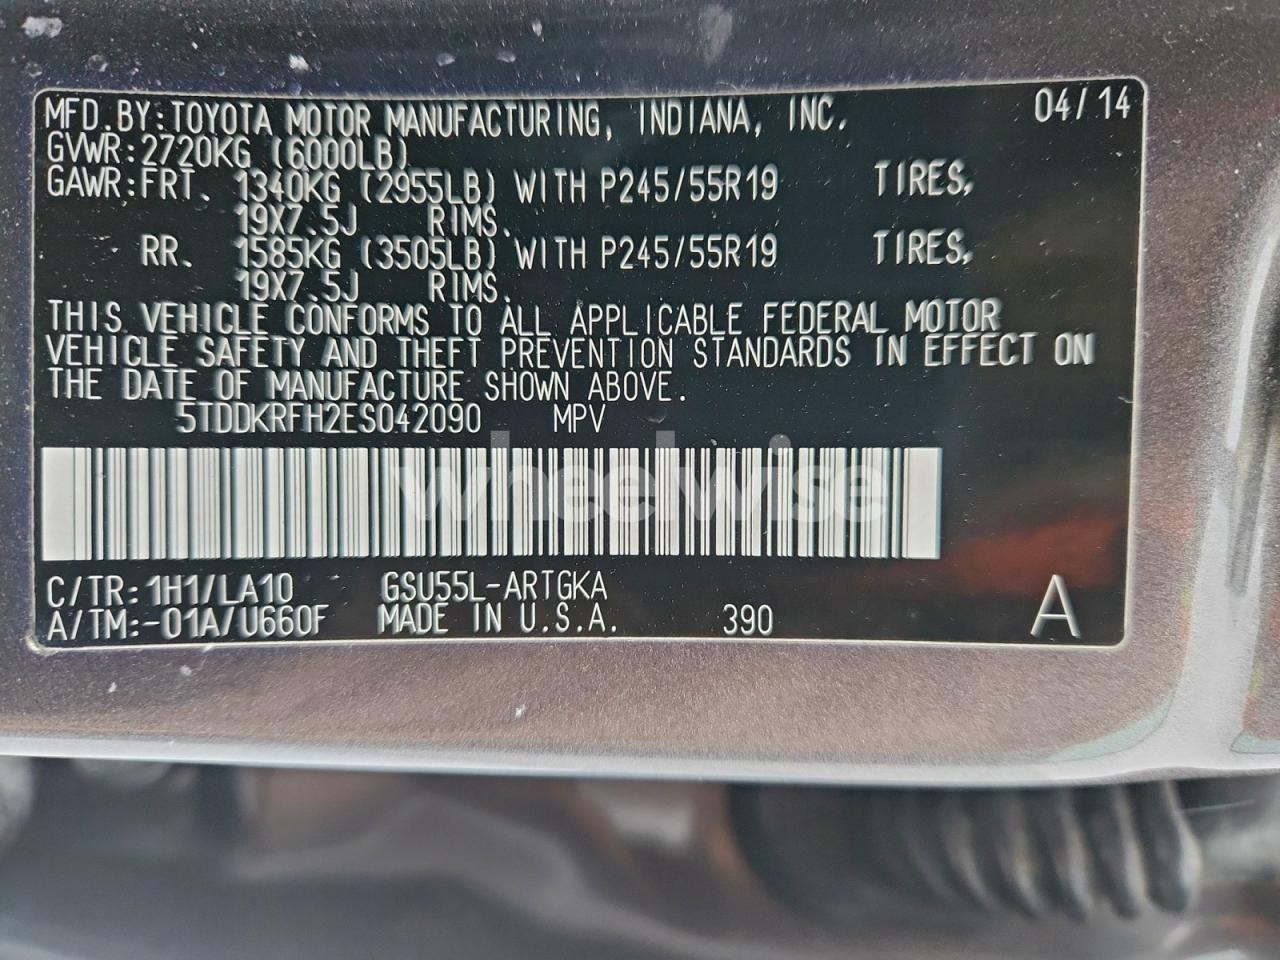 MFD.BY:TOYOTA MOTOR MANUFACTURING, INDIANA, INC. 04/14
GVWR:2720KG (6000LB)
GAWR:FRT. 1340KG (2955LB) WITH P245/55R19 TIRES,
19X7.5J RIMS.
RR. 1585KG (3505LB) WITH P245/55R19 TIRES,
19X7.5J RIMS.
THIS VEHICLE CONFORMS TO ALL APPLICABLE FEDERAL MOTOR
VEHICLE SAFETY AND THEFT PREVENTION STANDARDS IN EFFECT ON
THE DATE OF MANUFACTURE SHOWN ABOVE.
5TDDKRFH2ES042090 MPV
wheelwise
C/TR:1H1/LA10 GSU55L-ARTGKA
A/TM:-01A/U660F MADE IN U.S.A. 390 A